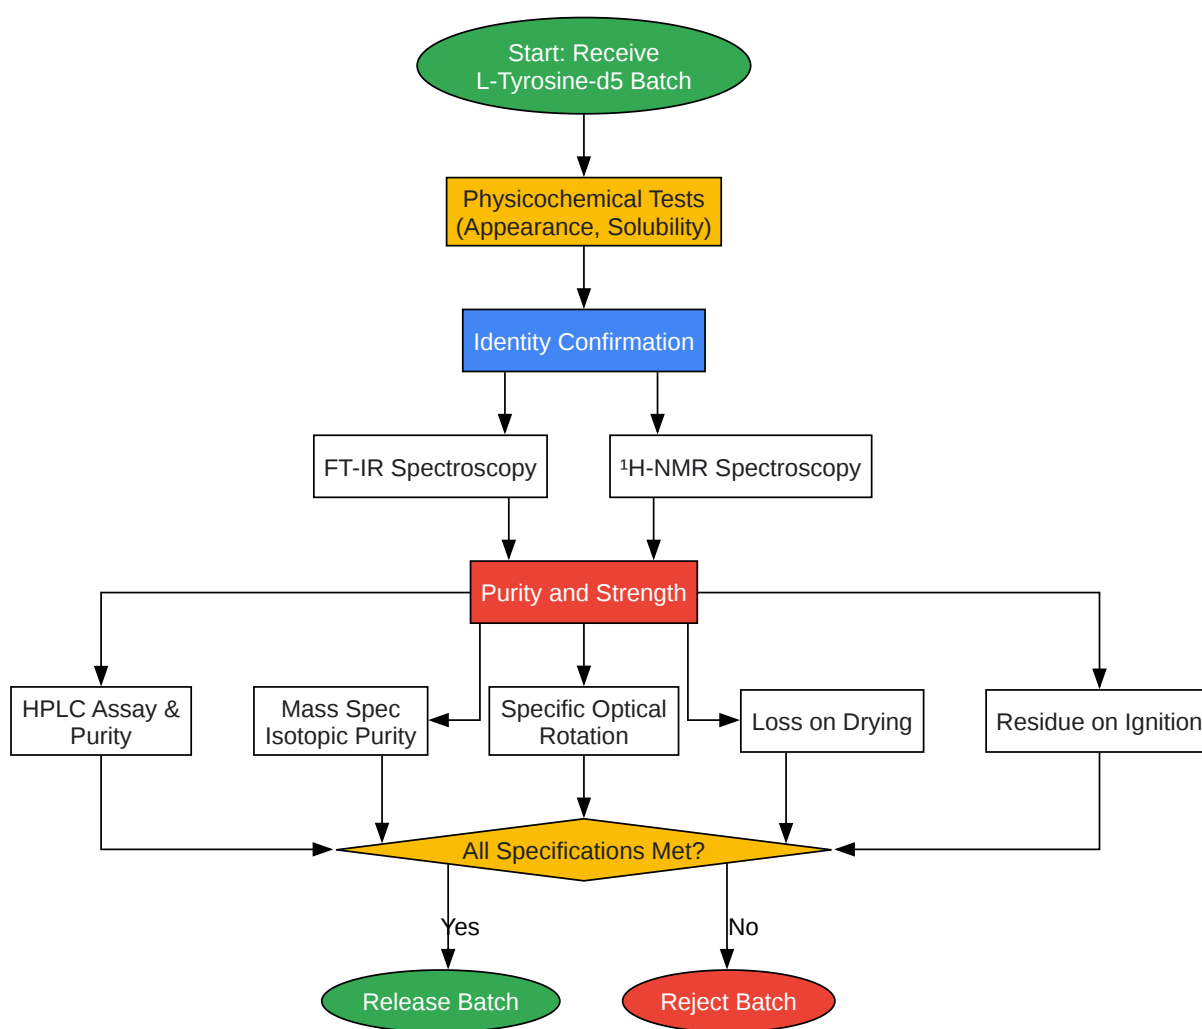 Start: Receive
L-Tyrosine-d5 Batch
Physicochemical Tests
(Appearance, Solubility)
Identity Confirmation
FT-IR Spectroscopy
¹H-NMR Spectroscopy
Purity and Strength
HPLC Assay &
Purity
Mass Spec
Isotopic Purity
Specific Optical
Rotation
Loss on Drying
Residue on Ignition
All Specifications Met?
Yes
No
Release Batch
Reject Batch